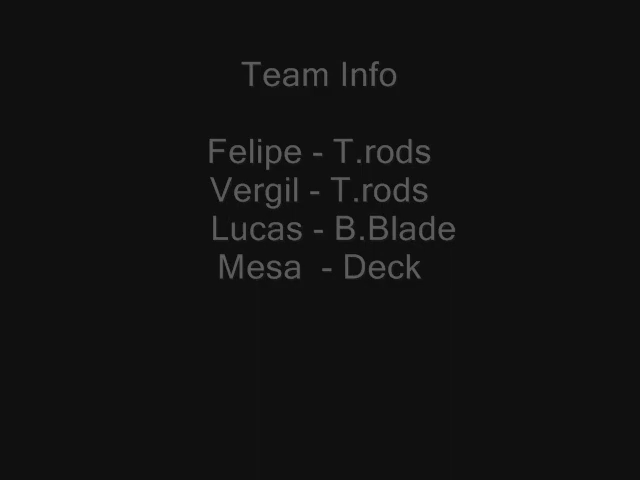 Team Info
Felipe - T.rods
Vergil - T.rods
Lucas - B.Blade
Mesa - Deck